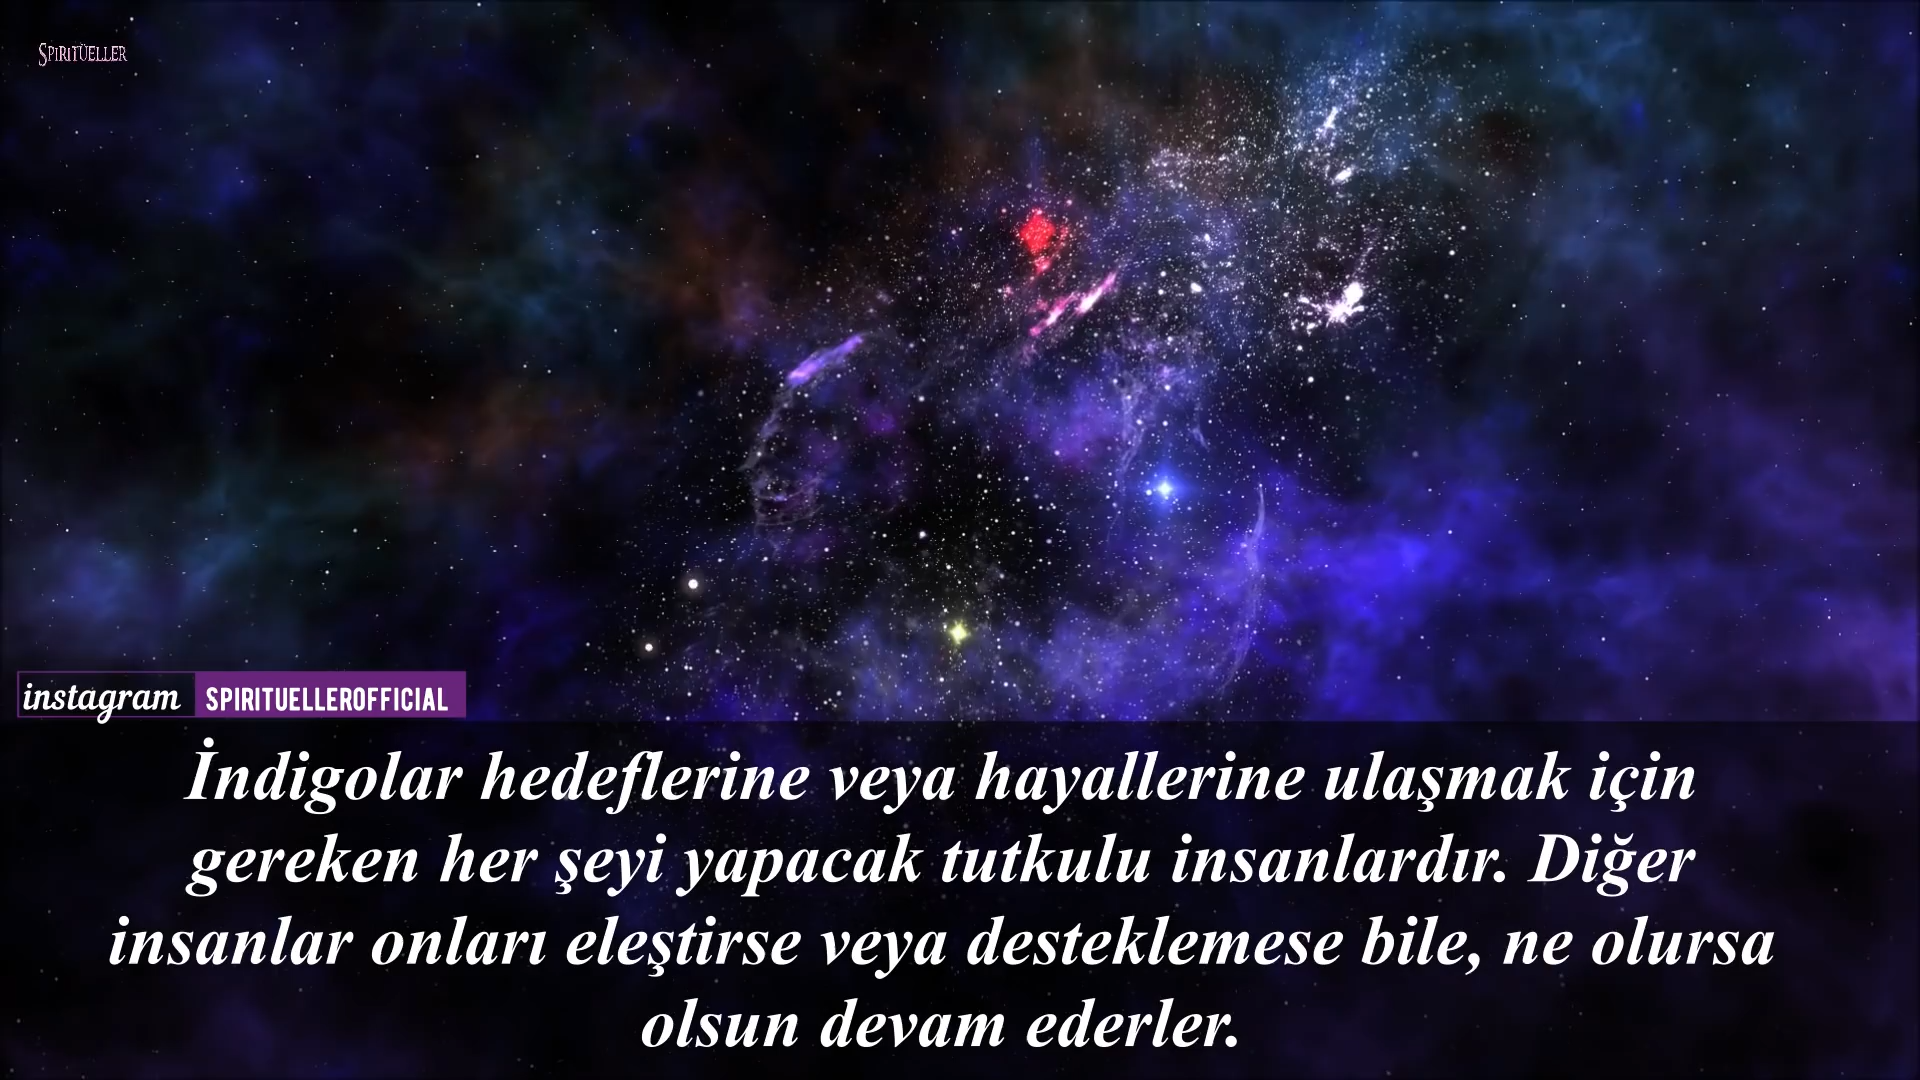 SPIRITÜELLER
instagram SPIRITUELLEROFFICIAL
İndigolar hedeflerine veya hayallerine ulaşmak için
gereken her şeyi yapacak tutkulu insanlardır. Diğer
insanlar onları eleştirse veya desteklemese bile, ne olursa
olsun devam ederler.